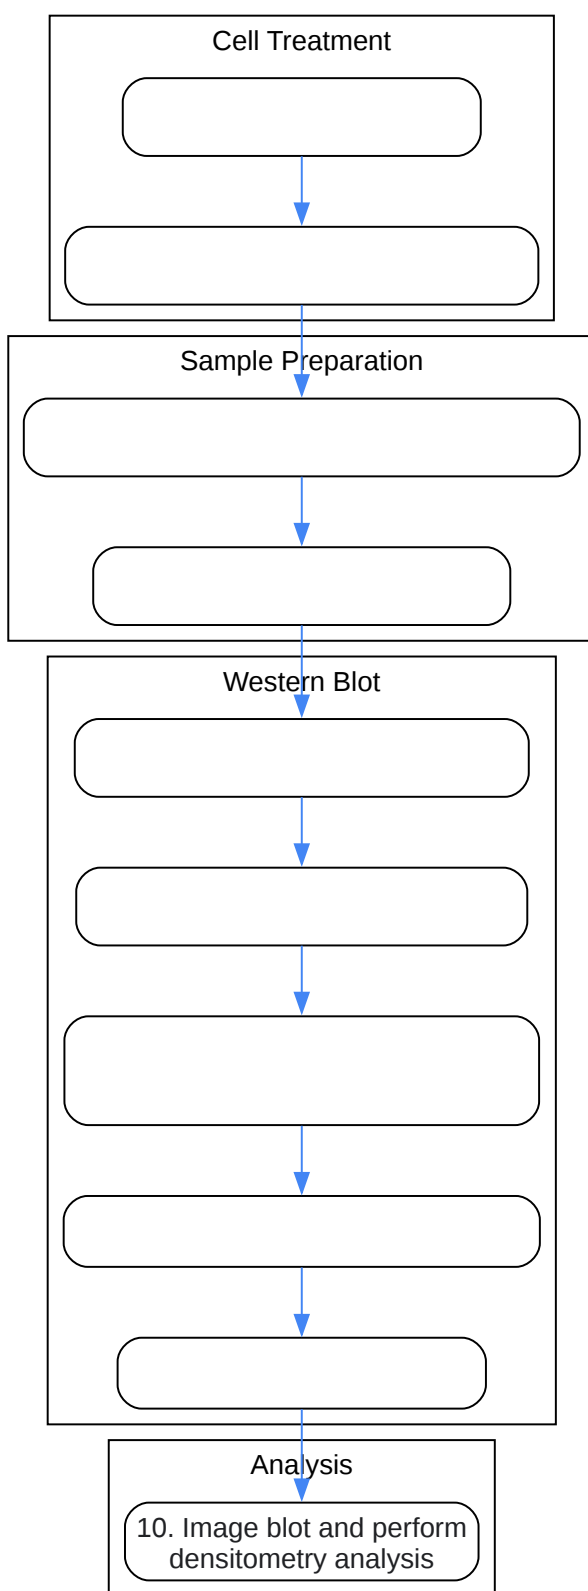 Cell Treatment
Sample Preparation
Western Blot
Analysis
10. Image blot and perform
densitometry analysis